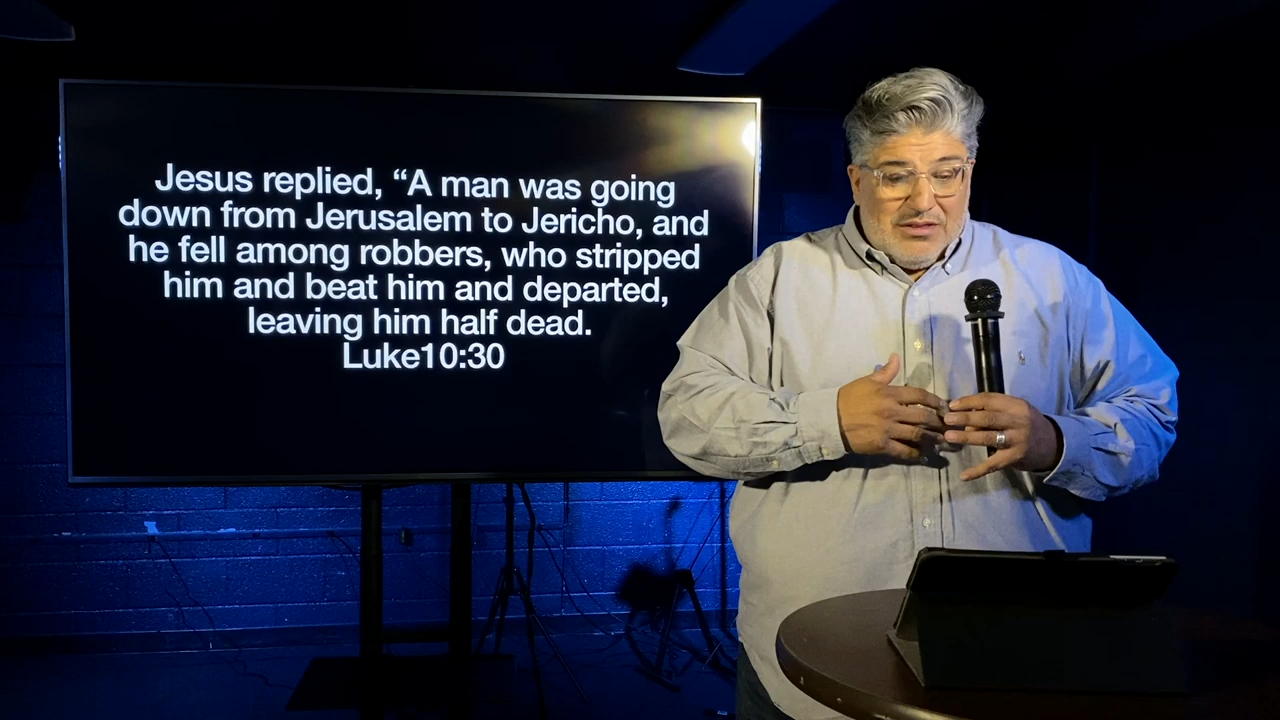 Jesus replied, “A man was going
down from Jerusalem to Jericho, and
he fell among robbers, who stripped
him and beat him and departed,
leaving him half dead.
Luke10:30